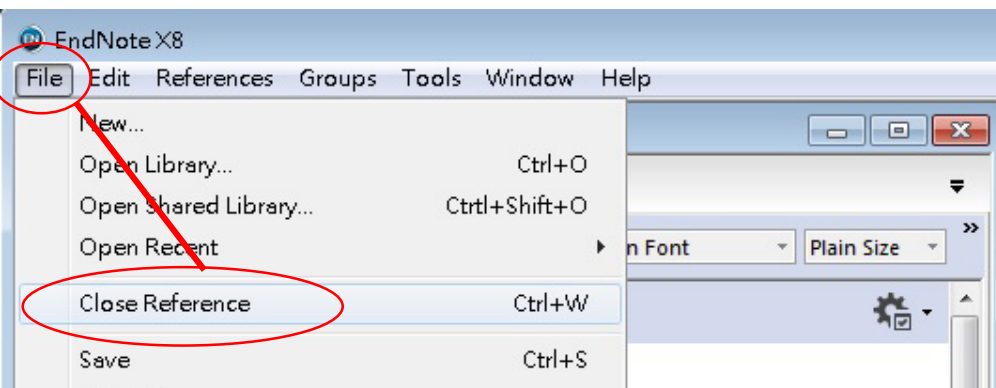 EndNote X8
File Edit References Groups Tools Window Help
New...
Open Library... Ctrl+O
Open Shared Library... Ctrtl+Shift+O
Open Recent
n Font Plain Size
Close Reference Ctrl+W
Save Ctrl+S